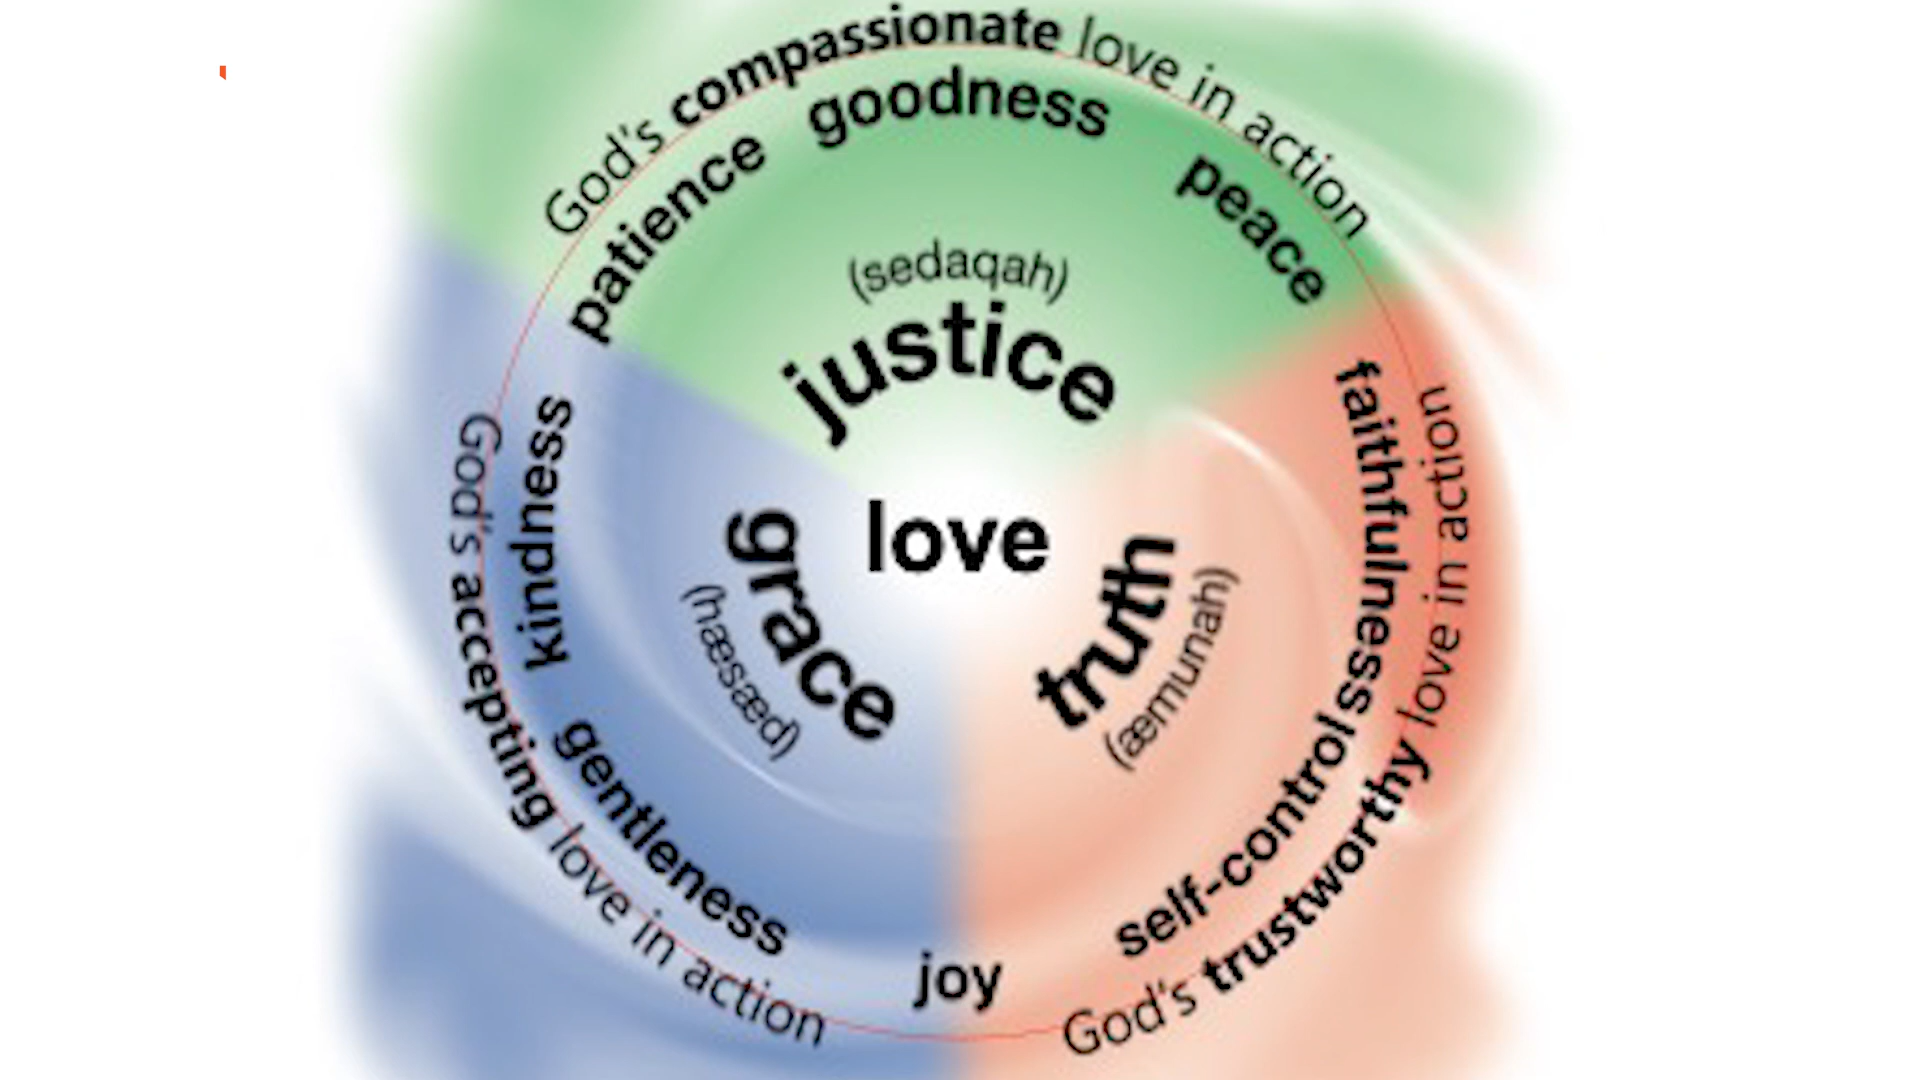 God's compassionate love in action
patience goodness peace
(sedaqah)
justice
love
grace
(hæsæd)
truth
(æmunah)
kindness
gentleness
joy
self-control
faithfulness
God's accepting love in action
God's trustworthy love in action